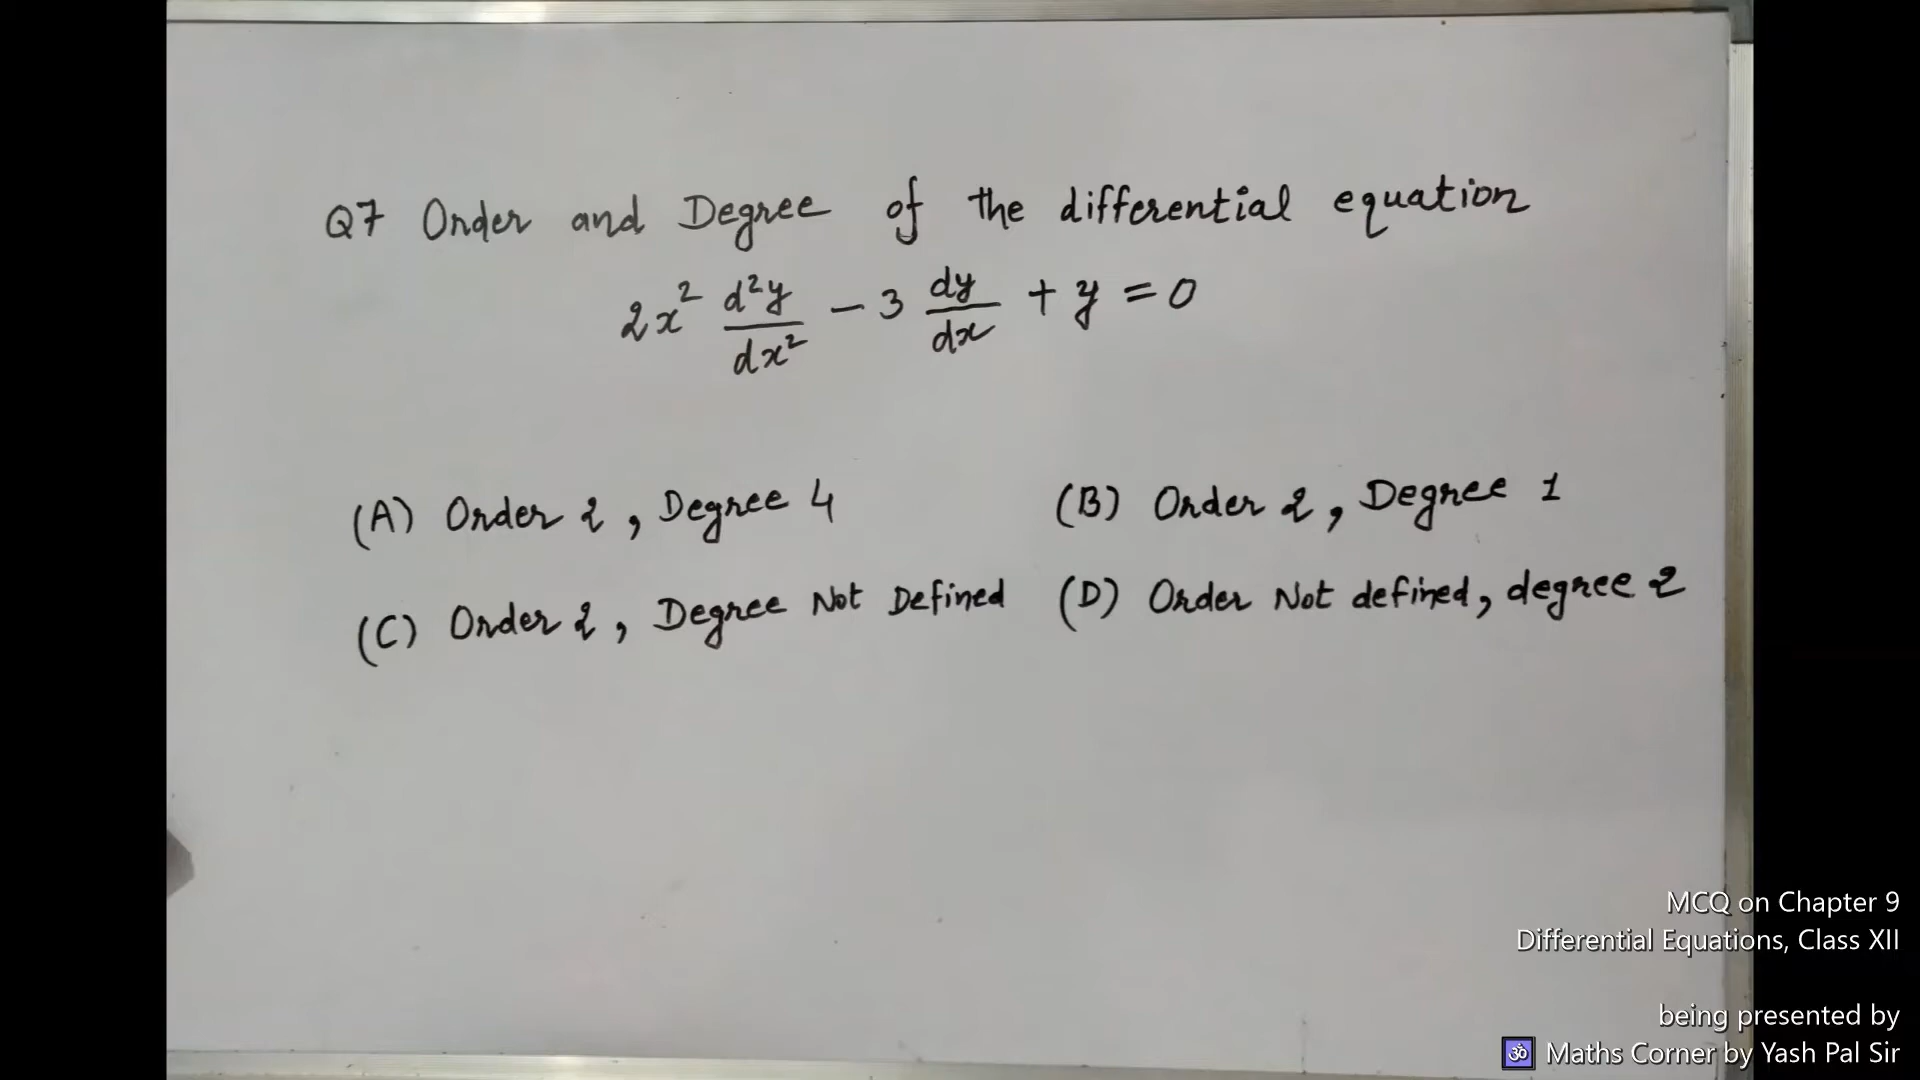 Q7 Order and Degree of the differential equation
2x² d²y/dx² - 3 dy/dx + y = 0
(A) Order 2, Degree 4 (B) Order 2, Degree 1
(C) Order 2, Degree Not Defined (D) Order Not defined, degree 2
MCQ on Chapter 9
Differential Equations, Class XII
being presented by
ॐ Maths Corner by Yash Pal Sir